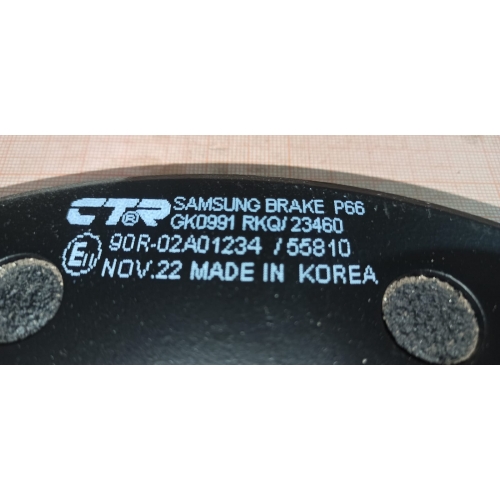 CTR® SAMSUNG BRAKE P66
GK0991 RKQ/ 23460
E11 90R-02A01234 / 55810
NOV.22 MADE IN KOREA